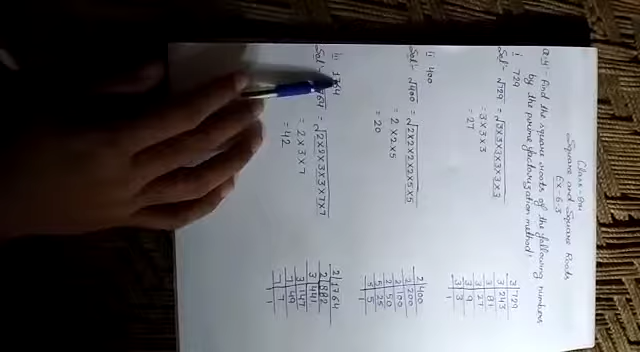 Class - 8th
Square and Square Roots
Ex - 6.3
Q-4 - Find the square roots of the following numbers
by the prime factorization method!
i 729
Sol- √729 = √3×3×3×3×3×3
= 3×3×3
= 27
3 | 729
3 | 243
3 | 81
3 | 27
3 | 9
3 | 3
1
ii 400
Sol- √400 = √2×2×2×2×5×5
= 2×2×5
= 20
2 | 400
2 | 200
2 | 100
2 | 50
5 | 25
5 | 5
1
iii 1764
Sol- 764 = √2×2×3×3×7×7
= 2×3×7
= 42
2 | 1764
2 | 882
3 | 441
3 | 147
7 | 49
7 | 7
1